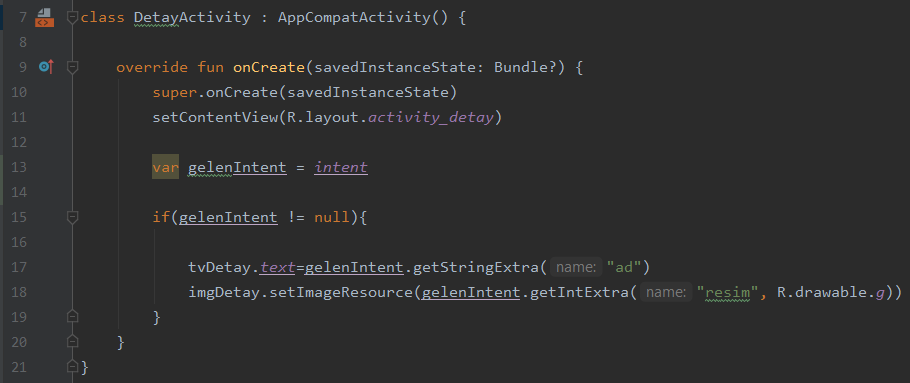 7 class DetayActivity : AppCompatActivity() {
8
9 override fun onCreate(savedInstanceState: Bundle?) {
10 super.onCreate(savedInstanceState)
11 setContentView(R.layout.activity_detay)
12
13 var gelenIntent = intent
14
15 if(gelenIntent != null){
16
17 tvDetay.text=gelenIntent.getStringExtra( name: "ad")
18 imgDetay.setImageResource(gelenIntent.getIntExtra( name: "resim", R.drawable.g))
19 }
20 }
21 }